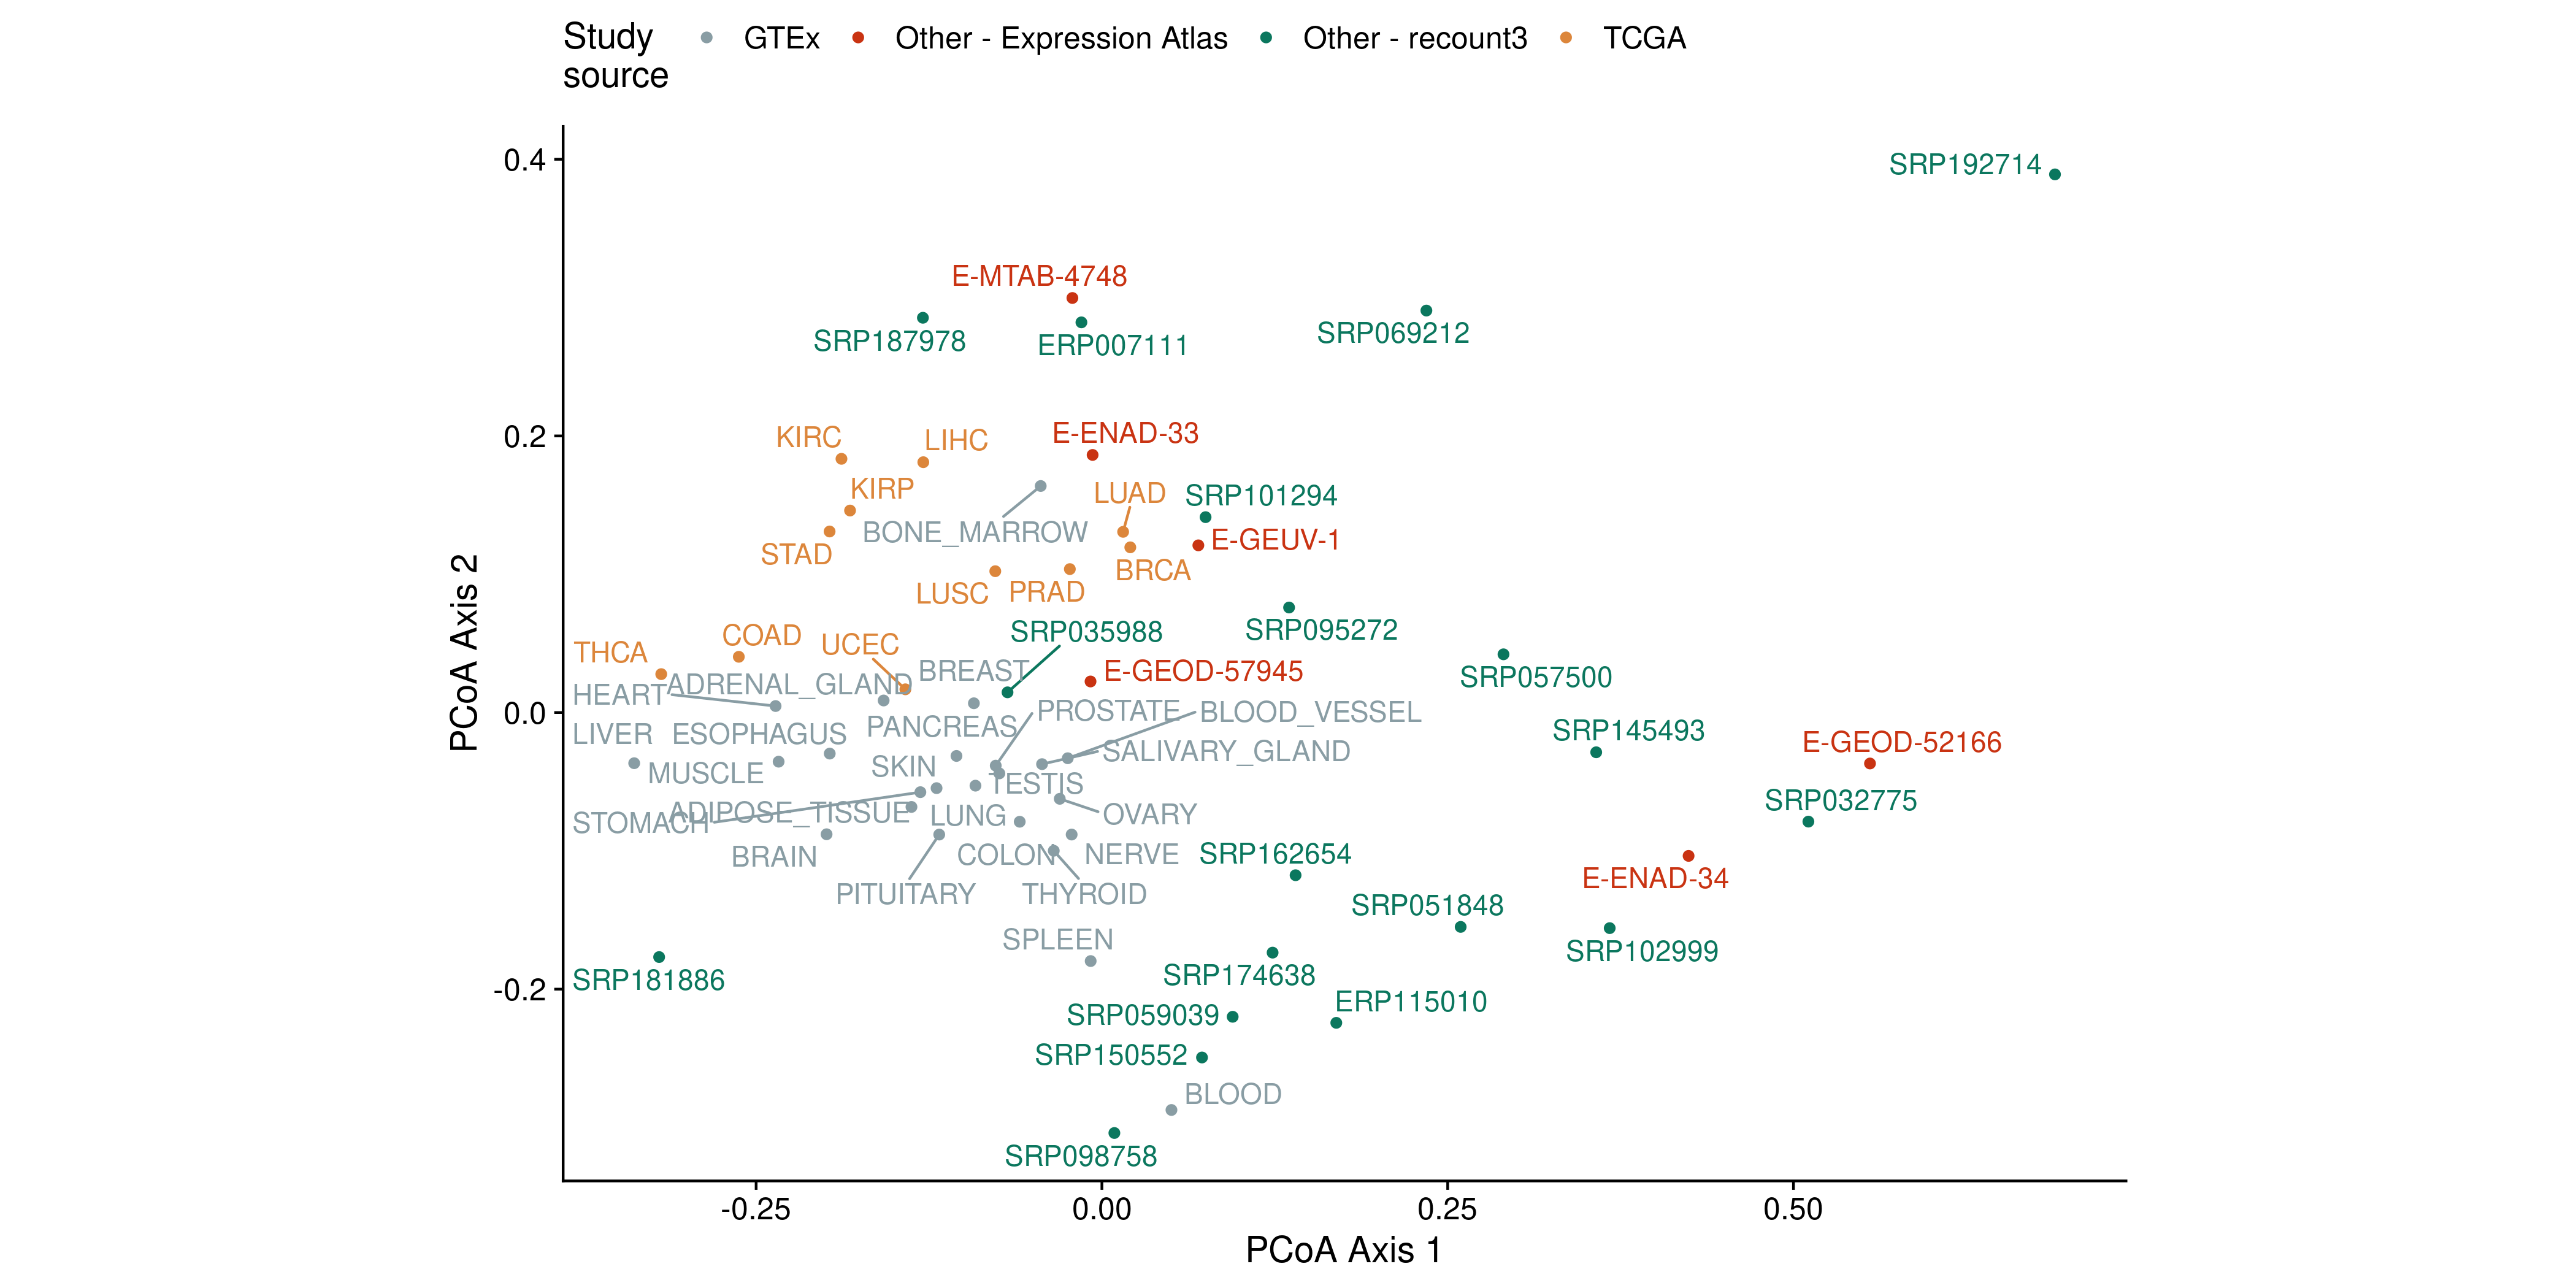 Study
source
GTEx
Other - Expression Atlas
Other - recount3
TCGA
0.4
SRP192714
E-MTAB-4748
SRP187978
ERP007111
SRP069212
0.2
KIRC
LIHC
E-ENAD-33
KIRP
LUAD
SRP101294
BONE_MARROW
E-GEUV-1
STAD
BRCA
LUSC
PRAD
SRP035988
SRP095272
THCA
COAD
UCEC
BREAST
E-GEOD-57945
SRP057500
HEART
ADRENAL_GLAND
0.0
PROSTATE
BLOOD_VESSEL
PCoA Axis 2
LIVER
ESOPHAGUS
PANCREAS
SRP145493
E-GEOD-52166
MUSCLE
SKIN
SALIVARY_GLAND
TESTIS
SRP032775
STOMACH
ADIPOSE_TISSUE
LUNG
OVARY
BRAIN
COLON
NERVE
SRP162654
E-ENAD-34
PITUITARY
THYROID
SRP051848
SPLEEN
SRP102999
SRP181886
SRP174638
-0.2
ERP115010
SRP059039
SRP150552
BLOOD
SRP098758
-0.25
0.00
0.25
0.50
PCoA Axis 1